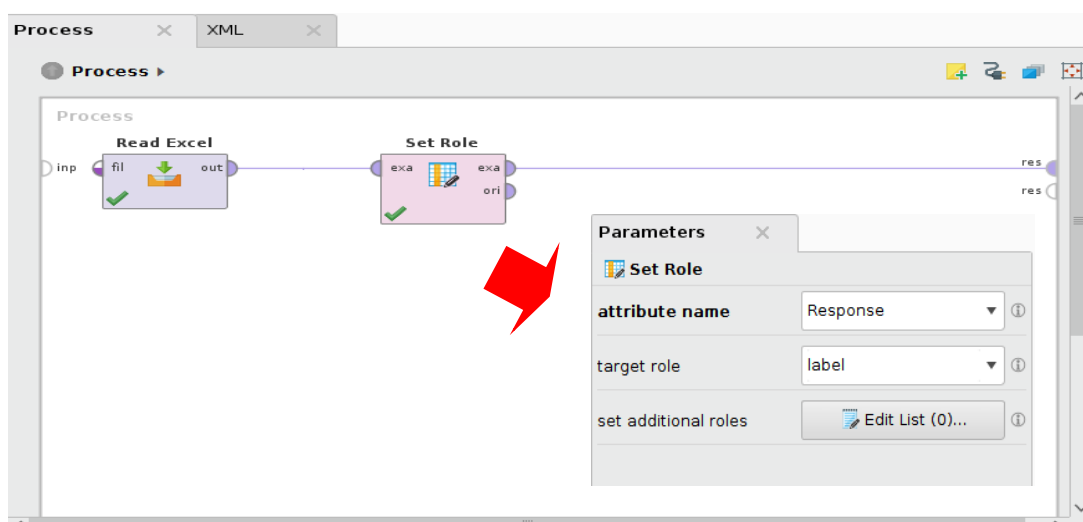 Process
XML
Process
Process
Read Excel
Set Role
inp
fil
out
exa
exa
ori
res
res
Parameters
Set Role
attribute name
Response
target role
label
set additional roles
Edit List (0)...